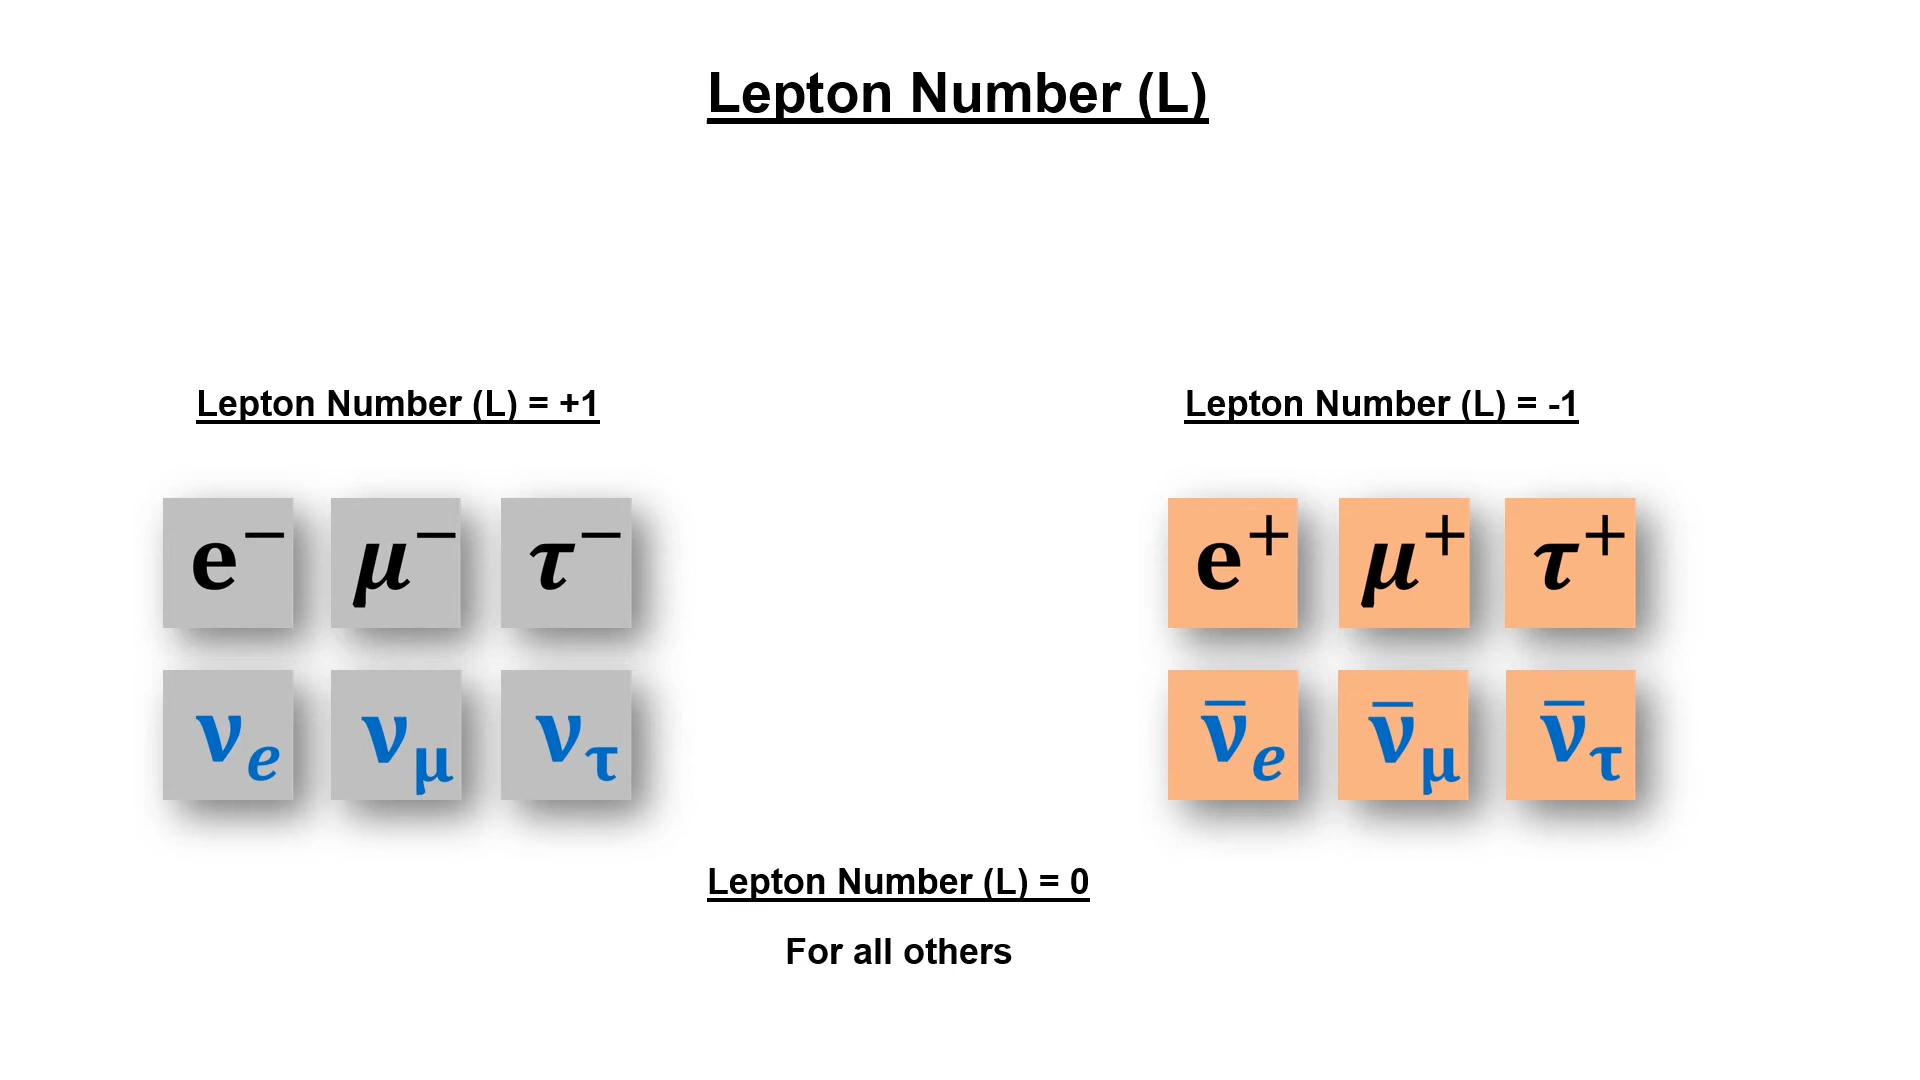 Lepton Number (L)
Lepton Number (L) = +1
e⁻ μ⁻ τ⁻
νₑ ν_μ ν_τ
Lepton Number (L) = -1
e⁺ μ⁺ τ⁺
ν̅ₑ ν̅_μ ν̅_τ
Lepton Number (L) = 0
For all others